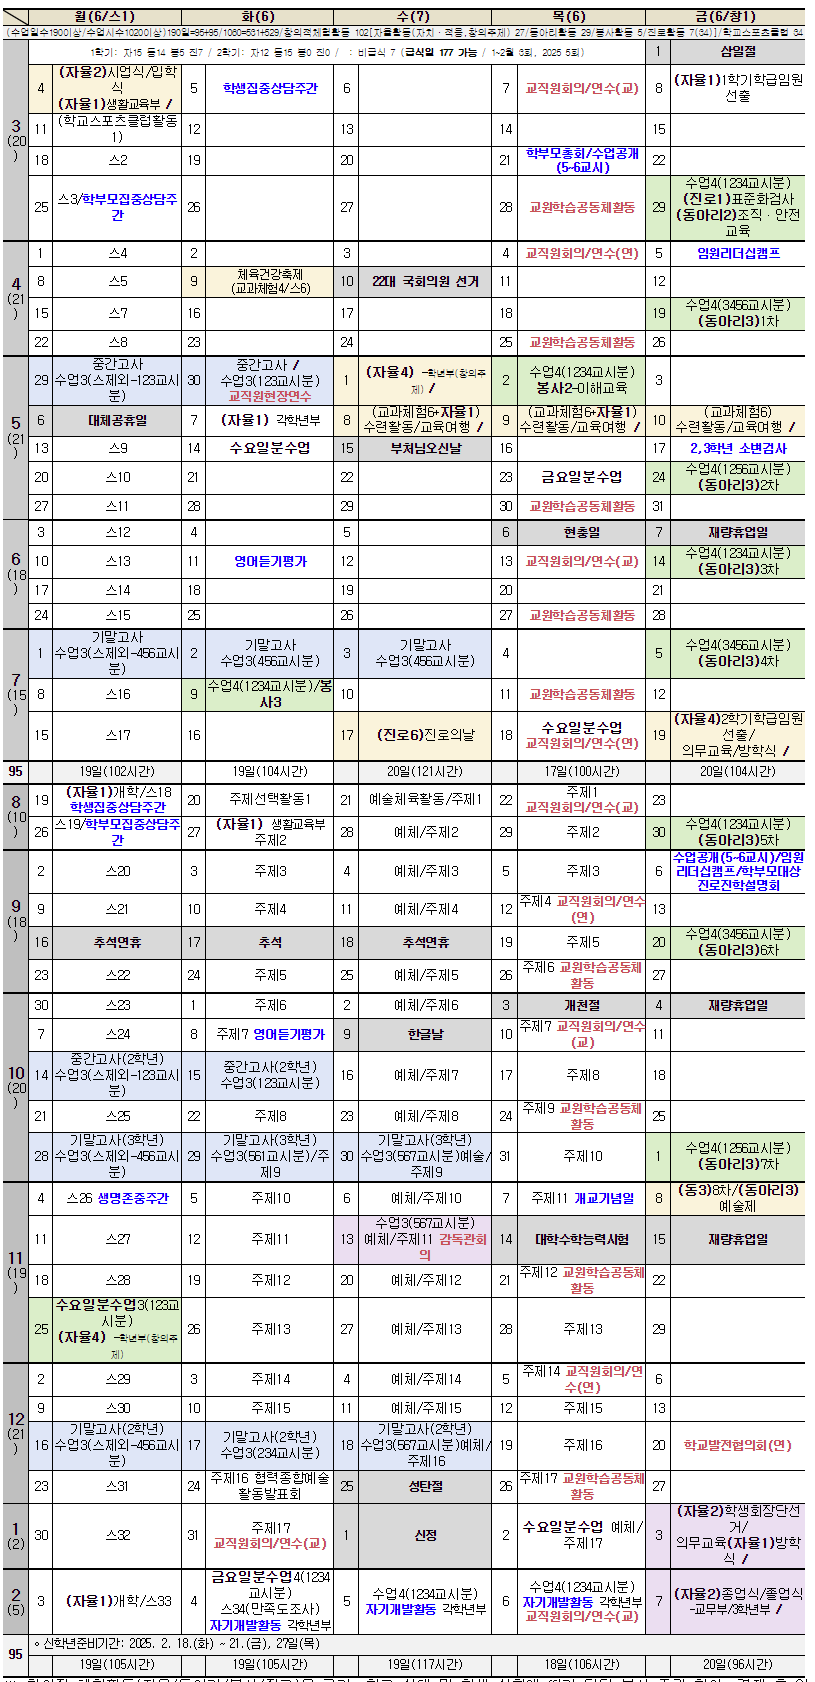 월(6/스1) 화(6) 수(7) 목(6) 금(6/창1)
(수업일수190이상/수업시수1020이상)190일=95+95/1060=531+529/창의적체험활동 102[자율활동(자치·적응,창의주제) 27/동아리활동 29/봉사활동 5/진로활동 7(34)]/학교스포츠클럽 34
1학기: 자15 동14 봉5 진7 / 2학기: 자12 동15 봉0 진0 / : 비급식 7 (급식일 177 가능 / 1~2월 3회, 2025 5회) 1 삼일절
3
(20)
4 (자율2)시업식/입학식
(자율1)생활교육부 /
5 학생집중상담주간
6
7 교직원회의/연수(교)
8 (자율1)1학기학급임원
선출
11 (학교스포츠클럽활동
1)
12
13
14
15
18 스2
19
20
21 학부모총회/수업공개
(5~6교시)
22
25 스3/학부모집중상담주
간
26
27
28 교원학습공동체활동
29 수업4(1234교시분)
(진로1)표준화검사
(동아리2)조직·안전
교육
4
(21)
1 스4
2
3
4 교직원회의/연수(연)
5 임원리더십캠프
8 스5
9 체육건강축제
(교과체험4/스6)
10 22대 국회의원 선거
11
12
15 스7
16
17
18
19 수업4(3456교시분)
(동아리3)1차
22 스8
23
24
25 교원학습공동체활동
26
5
(21)
29 중간고사
수업3(스제외-123교시
분)
30 중간고사 /
수업3(123교시분)
교직원현장연수
1 (자율4) -학년부(창의주
제) /
2 수업4(1234교시분)
봉사2-이해교육
3
6 대체공휴일
7 (자율1) 각학년부
8 (교과체험6+자율1)
수련활동/교육여행 /
9 (교과체험6+자율1)
수련활동/교육여행 /
10 (교과체험6)
수련활동/교육여행 /
13 스9
14 수요일분수업
15 부처님오신날
16
17 2,3학년 소변검사
20 스10
21
22
23 금요일분수업
24 수업4(1256교시분)
(동아리3)2차
27 스11
28
29
30 교원학습공동체활동
31
6
(18)
3 스12
4
5
6 현충일
7 재량휴업일
10 스13
11 영어듣기평가
12
13 교직원회의/연수(교)
14 수업4(1234교시분)
(동아리3)3차
17 스14
18
19
20
21
24 스15
25
26
27 교원학습공동체활동
28
7
(15)
1 기말고사
수업3(스제외-456교시
분)
2 기말고사
수업3(456교시분)
3 기말고사
수업3(456교시분)
4
5 수업4(3456교시분)
(동아리3)4차
8 스16
9 수업4(1234교시분)/봉
사3
10
11 교원학습공동체활동
12
15 스17
16
17 (진로6)진로의날
18 수요일분수업
교직원회의/연수(연)
19 (자율4)2학기학급임원
선출/
의무교육/방학식 /
95 19일(102시간) 19일(104시간) 20일(121시간) 17일(100시간) 20일(104시간)
8
(10)
19 (자율1)개학/스18
학생집중상담주간
20 주제선택활동1
21 예술체육활동/주제1
22 주제1
교직원회의/연수(교)
23
26 스19/학부모집중상담주
간
27 (자율1) 생활교육부
주제2
28 예체/주제2
29 주제2
30 수업4(1234교시분)
(동아리3)5차
9
(18)
2 스20
3 주제3
4 예체/주제3
5 주제3
6 수업공개(5~6교시)/임원
리더십캠프/학부모대상
진로진학설명회
9 스21
10 주제4
11 예체/주제4
12 주제4 교직원회의/연수
(연)
13
16 추석연휴
17 추석
18 추석연휴
19 주제5
20 수업4(3456교시분)
(동아리3)6차
23 스22
24 주제5
25 예체/주제5
26 주제6 교원학습공동체
활동
27
10
(20)
30 스23
1 주제6
2 예체/주제6
3 개천절
4 재량휴업일
7 스24
8 주제7 영어듣기평가
9 한글날
10 주제7 교직원회의/연수
(교)
11
14 중간고사(2학년)
수업3(스제외-123교시
분)
15 중간고사(2학년)
수업3(123교시분)
16 예체/주제7
17 주제8
18
21 스25
22 주제8
23 예체/주제8
24 주제9 교원학습공동체
활동
25
28 기말고사(3학년)
수업3(스제외-456교시
분)
29 기말고사(3학년)
수업3(561교시분)/주
제9
30 기말고사(3학년)
수업3(567교시분)예술/
주제9
31 주제10
1 수업4(1256교시분)
(동아리3)7차
11
(19)
4 스26 생명존중주간
5 주제10
6 예체/주제10
7 주제11 개교기념일
8 (동3)8차/(동아리3)
예술제
11 스27
12 주제11
13 수업3(567교시분)
예체/주제11 감독관회
의
14 대학수학능력시험
15 재량휴업일
18 스28
19 주제12
20 예체/주제12
21 주제12 교원학습공동체
활동
22
25 수요일분수업3(123교
시분)
(자율4) -학년부(창의주
제)
26 주제13
27 예체/주제13
28 주제13
29
12
(21)
2 스29
3 주제14
4 예체/주제14
5 주제14 교직원회의/연
수(연)
6
9 스30
10 주제15
11 예체/주제15
12 주제15
13
16 기말고사(2학년)
수업3(스제외-456교시
분)
17 기말고사(2학년)
수업3(234교시분)
18 기말고사(2학년)
수업3(567교시분)예체/
주제16
19 주제16
20 학교발전협의회(연)
23 스31
24 주제16 협력종합예술
활동발표회
25 성탄절
26 주제17 교원학습공동체
활동
27
1
(2)
30 스32
31 주제17
교직원회의/연수(교)
1 신정
2 수요일분수업 예체/
주제17
3 (자율2)학생회장단선
거/
의무교육(자율1)방학
식 /
2
(5)
3 (자율1)개학/스33
4 금요일분수업4(1234
교시분)
스34(만족도조사)
자기개발활동 각학년부
5 수업4(1234교시분)
자기개발활동 각학년부
6 수업4(1234교시분)
자기개발활동 각학년부
교직원회의/연수(교)
7 (자율2)종업식/졸업식
-교무부/3학년부 /
95 ◦ 신학년준비기간: 2025. 2. 18.(화) ~ 21.(금), 27일(목)
19일(105시간) 19일(105시간) 19일(117시간) 18일(106시간) 20일(96시간)